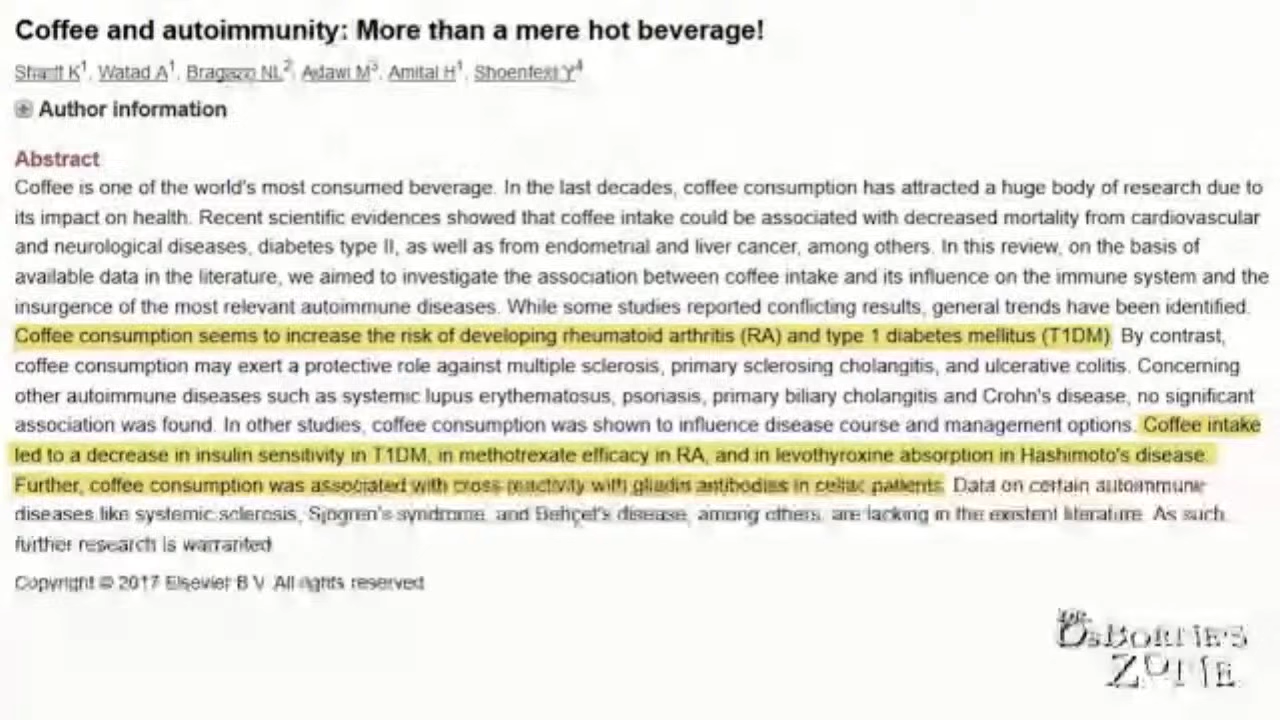 Coffee and autoimmunity: More than a mere hot beverage!
Sharif K1, Watad A1, Bragazzi NL2, Adawi M3, Amital H1, Shoenfeld Y4
Author information
Abstract
Coffee is one of the world's most consumed beverage. In the last decades, coffee consumption has attracted a huge body of research due to
its impact on health. Recent scientific evidences showed that coffee intake could be associated with decreased mortality from cardiovascular
and neurological diseases, diabetes type II, as well as from endometrial and liver cancer, among others. In this review, on the basis of
available data in the literature, we aimed to investigate the association between coffee intake and its influence on the immune system and the
insurgence of the most relevant autoimmune diseases. While some studies reported conflicting results, general trends have been identified.
Coffee consumption seems to increase the risk of developing rheumatoid arthritis (RA) and type 1 diabetes mellitus (T1DM). By contrast,
coffee consumption may exert a protective role against multiple sclerosis, primary sclerosing cholangitis, and ulcerative colitis. Concerning
other autoimmune diseases such as systemic lupus erythematosus, psoriasis, primary biliary cholangitis and Crohn's disease, no significant
association was found. In other studies, coffee consumption was shown to influence disease course and management options. Coffee intake
led to a decrease in insulin sensitivity in T1DM, in methotrexate efficacy in RA, and in levothyroxine absorption in Hashimoto's disease.
Further, coffee consumption was associated with cross reactivity with gliadin antibodies in celiac patients. Data on certain autoimmune
diseases like systemic sclerosis, Sjögren's syndrome, and Behçet's disease, among others, are lacking in the existent literature. As such,
further research is warranted.
Copyright © 2017 Elsevier B.V. All rights reserved.
DR. OSBORNE'S
ZONE